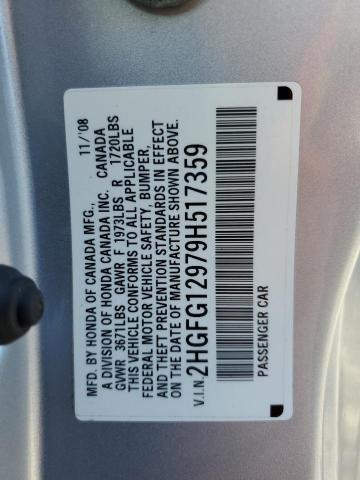 MFD. BY HONDA OF CANADA MFG., 11/'08
A DIVISION OF HONDA CANADA INC. CANADA
GVWR 3671LBS GAWR F 1973LBS R 1720LBS
THIS VEHICLE CONFORMS TO ALL APPLICABLE
FEDERAL MOTOR VEHICLE SAFETY, BUMPER,
AND THEFT PREVENTION STANDARDS IN EFFECT
ON THE DATE OF MANUFACTURE SHOWN ABOVE.
V.I.N. 2HGFG12979H517359
PASSENGER CAR